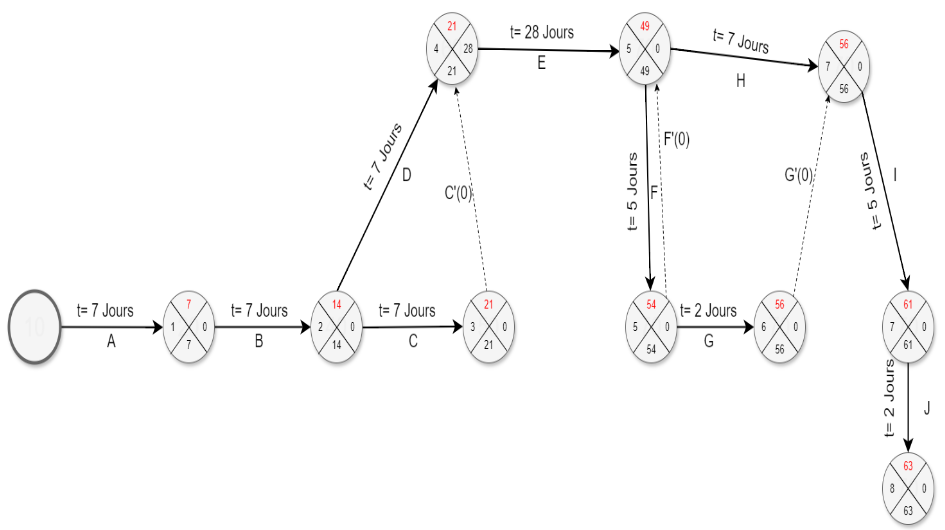 21
4 28
21
t= 28 Jours
E
49
5 0
49
t= 7 Jours
H
56
7 0
56
t= 7 Jours
D
C'(0)
t= 5 Jours
F
F'(0)
G'(0)
t= 5 Jours
I
10
t= 7 Jours
A
7
1 0
7
t= 7 Jours
B
14
2 0
14
t= 7 Jours
C
21
3 0
21
54
5 0
54
t= 2 Jours
G
56
6 0
56
61
7 0
61
t= 2 Jours
J
63
8 0
63